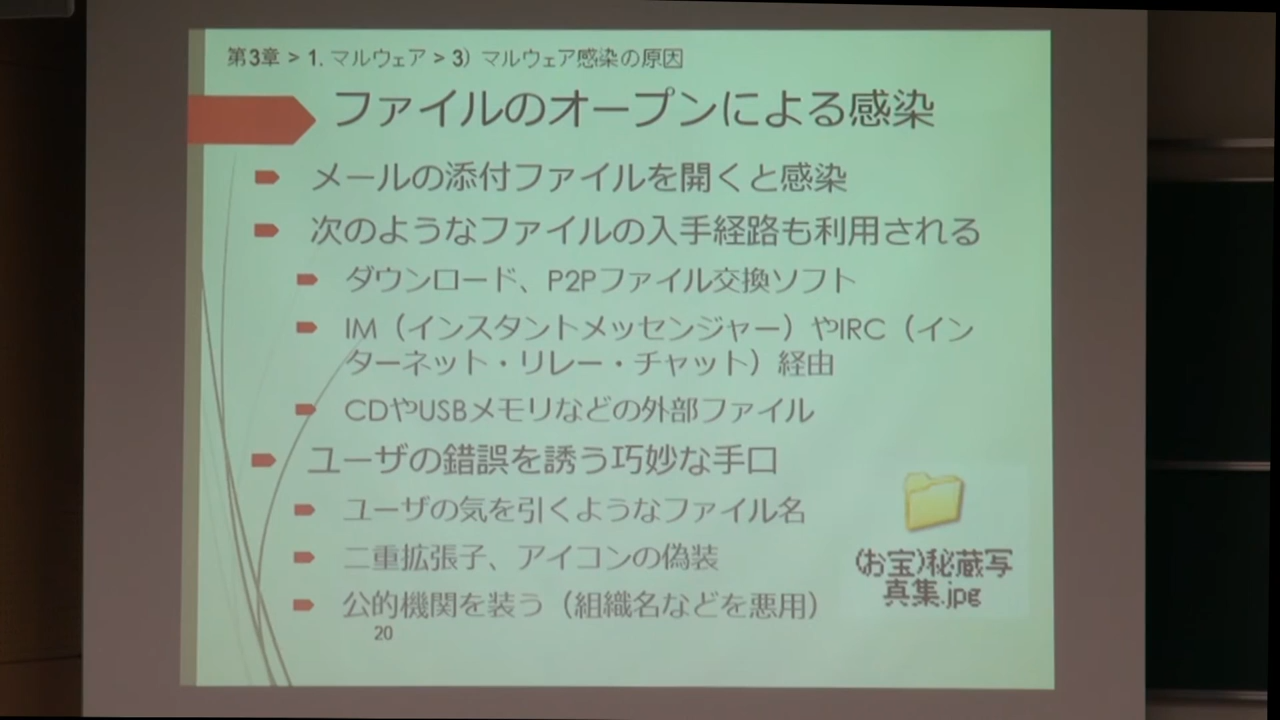 第3章 > 1. マルウェア > 3）マルウェア感染の原因
ファイルのオープンによる感染
メールの添付ファイルを開くと感染
次のようなファイルの入手経路も利用される
ダウンロード、P2Pファイル交換ソフト
IM（インスタントメッセンジャー）やIRC（イン
ターネット・リレー・チャット）経由
CDやUSBメモリなどの外部ファイル
ユーザの錯誤を誘う巧妙な手口
ユーザの気を引くようなファイル名
二重拡張子、アイコンの偽装
公的機関を装う（組織名などを悪用）
(お宝)秘蔵写
真集.jpg
20